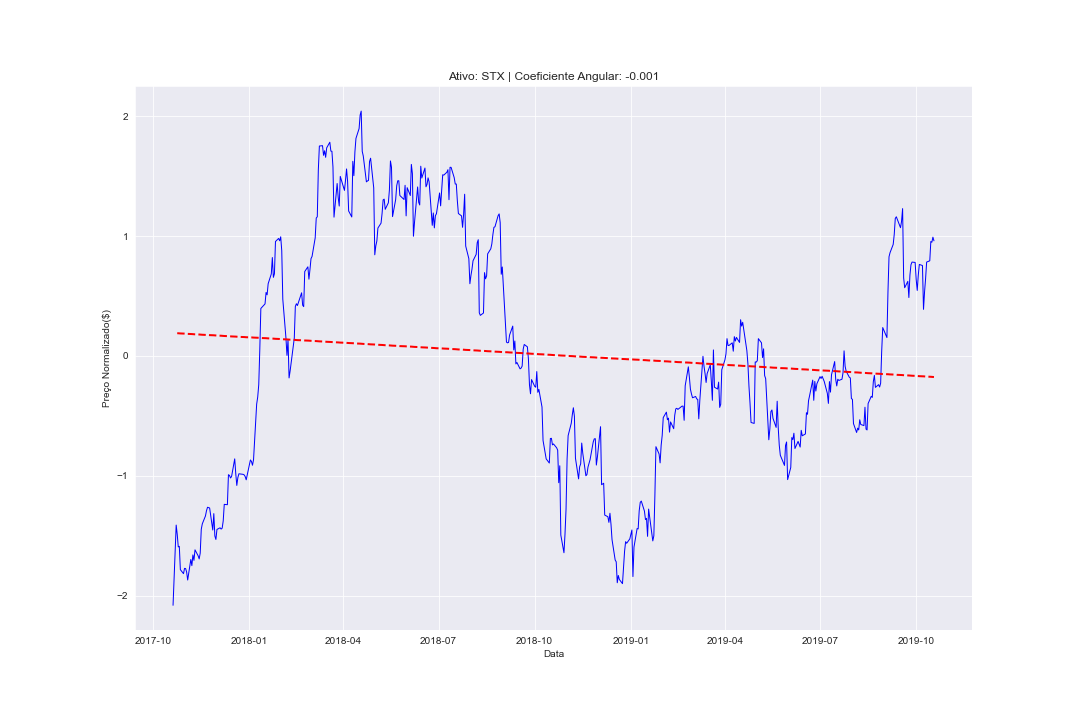 Ativo: STX | Coeficiente Angular: -0.001
Preço Normalizado($)
2
1
0
−1
−2
2017-10 2018-01 2018-04 2018-07 2018-10 2019-01 2019-04 2019-07 2019-10
Data